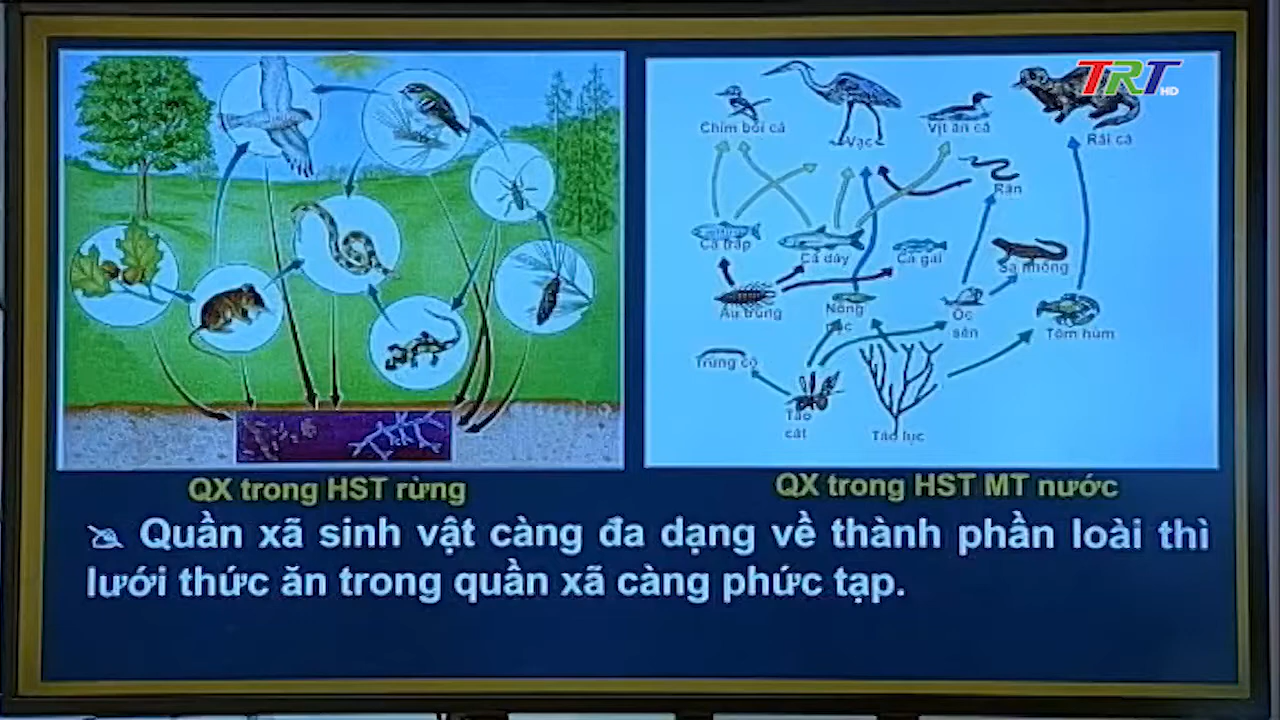 TRT HD
Chim bói cá
Vạc
Vịt ăn cá
Rái cá
Rắn
Cá trắp
Cá dáy
Cá gai
Sa nhông
Ấu trùng
Nòng nọc
Ốc sên
Tôm hùm
Trùng cỏ
Tảo cát
Tảo lục
QX trong HST rừng
QX trong HST MT nước
Quần xã sinh vật càng đa dạng về thành phần loài thì
lưới thức ăn trong quần xã càng phức tạp.